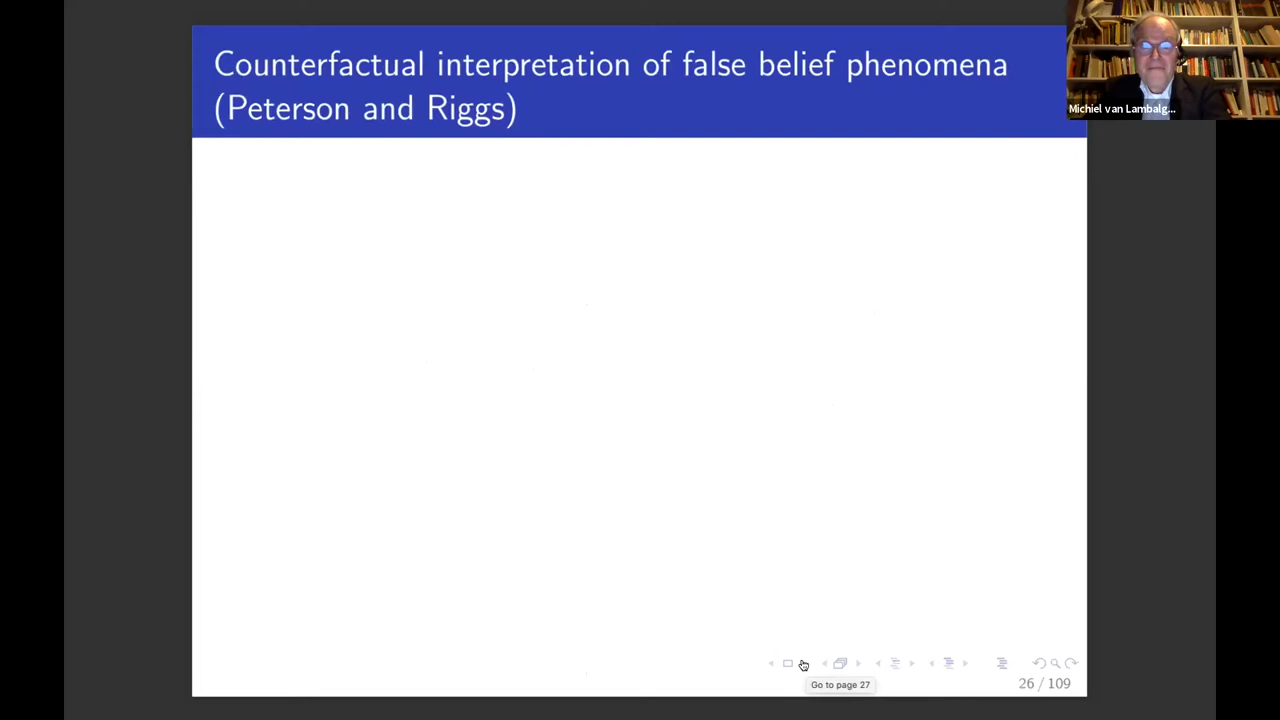 Counterfactual interpretation of false belief phenomena
(Peterson and Riggs)
Michiel van Lambalg...
Go to page 27
26 / 109